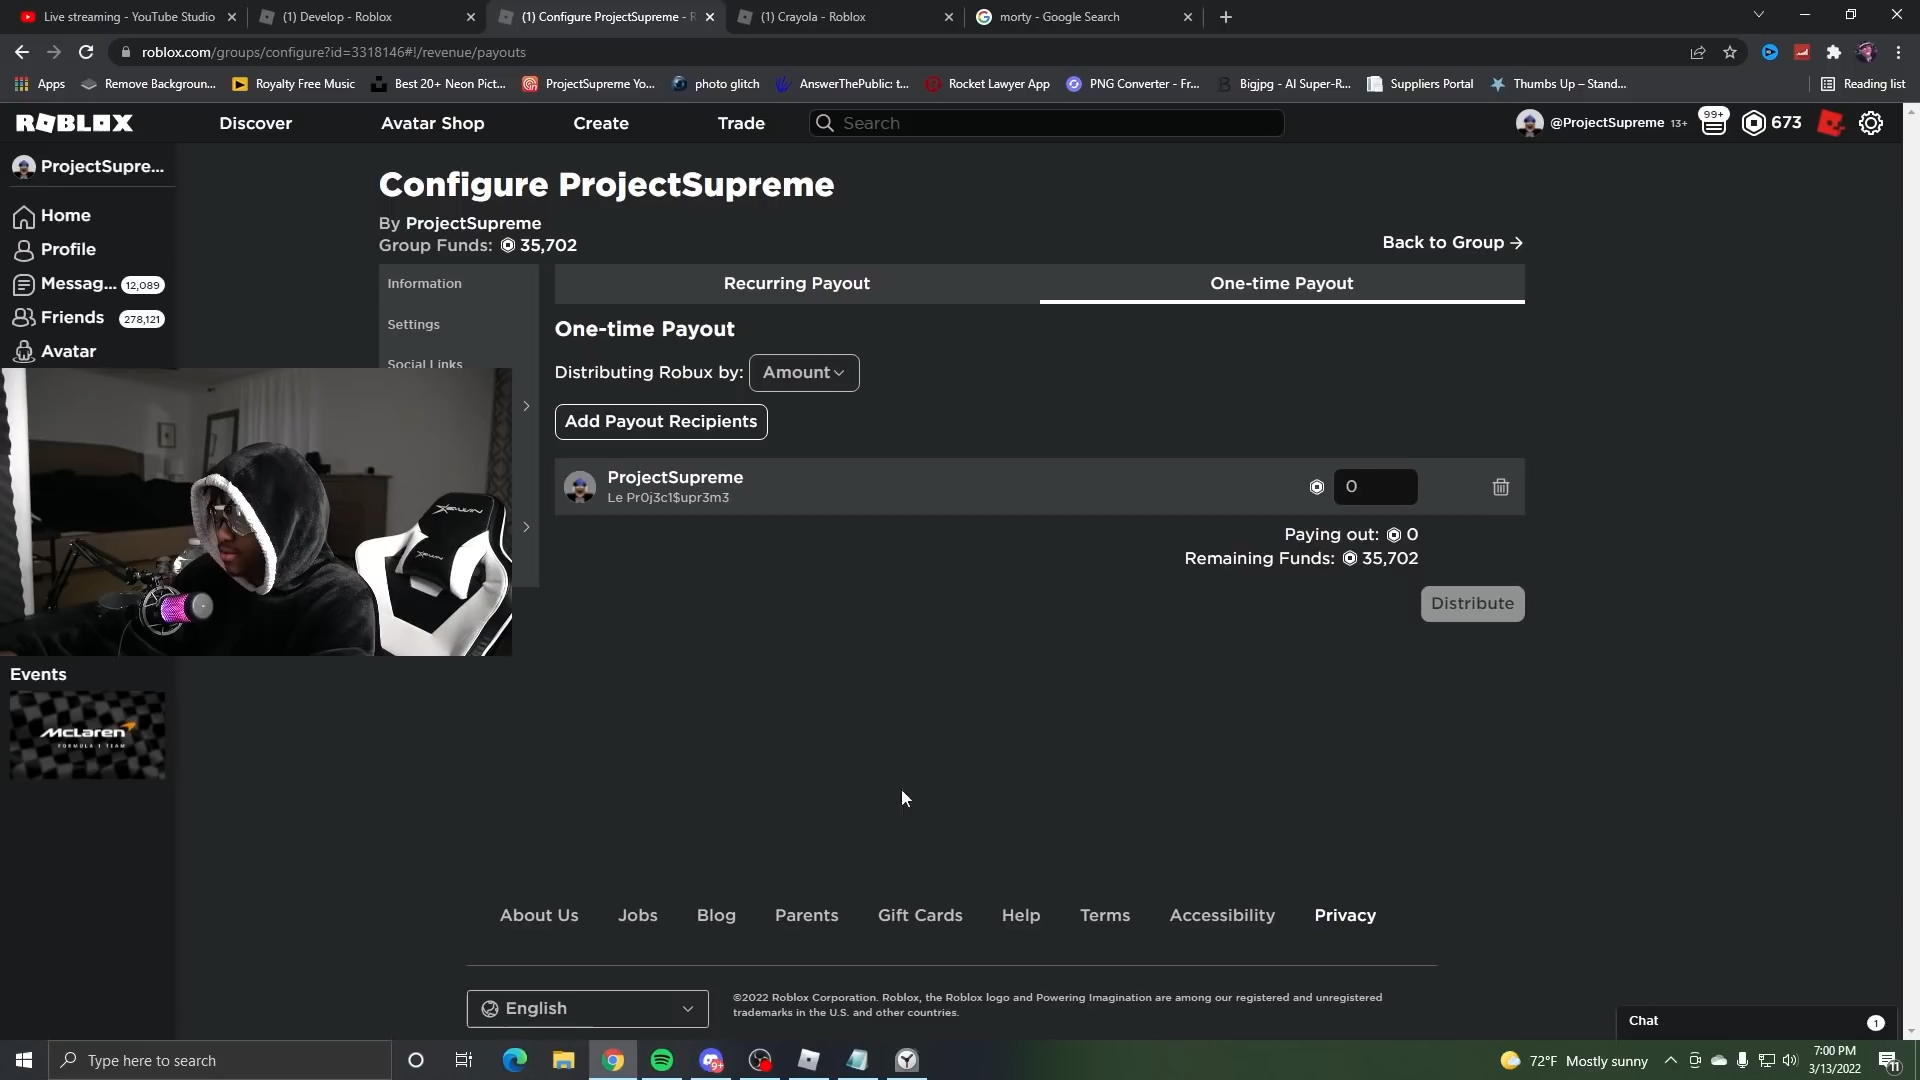 Live streaming - YouTube Studio
(1) Develop - Roblox
(1) Configure ProjectSupreme - R
(1) Crayola - Roblox
morty - Google Search
roblox.com/groups/configure?id=3318146#!/revenue/payouts
Apps
Remove Backgroun...
Royalty Free Music
Best 20+ Neon Pict...
ProjectSupreme Yo...
photo glitch
AnswerThePublic: t...
Rocket Lawyer App
PNG Converter - Fr...
Bigjpg - AI Super-R...
Suppliers Portal
Thumbs Up – Stand...
Reading list
ROBLOX
Discover
Avatar Shop
Create
Trade
Search
@ProjectSupreme 13+
99+
673
ProjectSupre...
Home
Profile
Messag... 12,089
Friends 278,121
Avatar
Configure ProjectSupreme
By ProjectSupreme
Group Funds: 35,702
Back to Group →
Information
Settings
Social Links
Recurring Payout
One-time Payout
One-time Payout
Distributing Robux by: Amount
Add Payout Recipients
ProjectSupreme
Le Pr0j3c1$upr3m3
0
Paying out: 0
Remaining Funds: 35,702
Distribute
Events
McLaren
FORMULA 1 TEAM
About Us
Jobs
Blog
Parents
Gift Cards
Help
Terms
Accessibility
Privacy
English
©2022 Roblox Corporation. Roblox, the Roblox logo and Powering Imagination are among our registered and unregistered
trademarks in the U.S. and other countries.
Chat
1
Type here to search
9+
72°F Mostly sunny
7:00 PM
3/13/2022
11